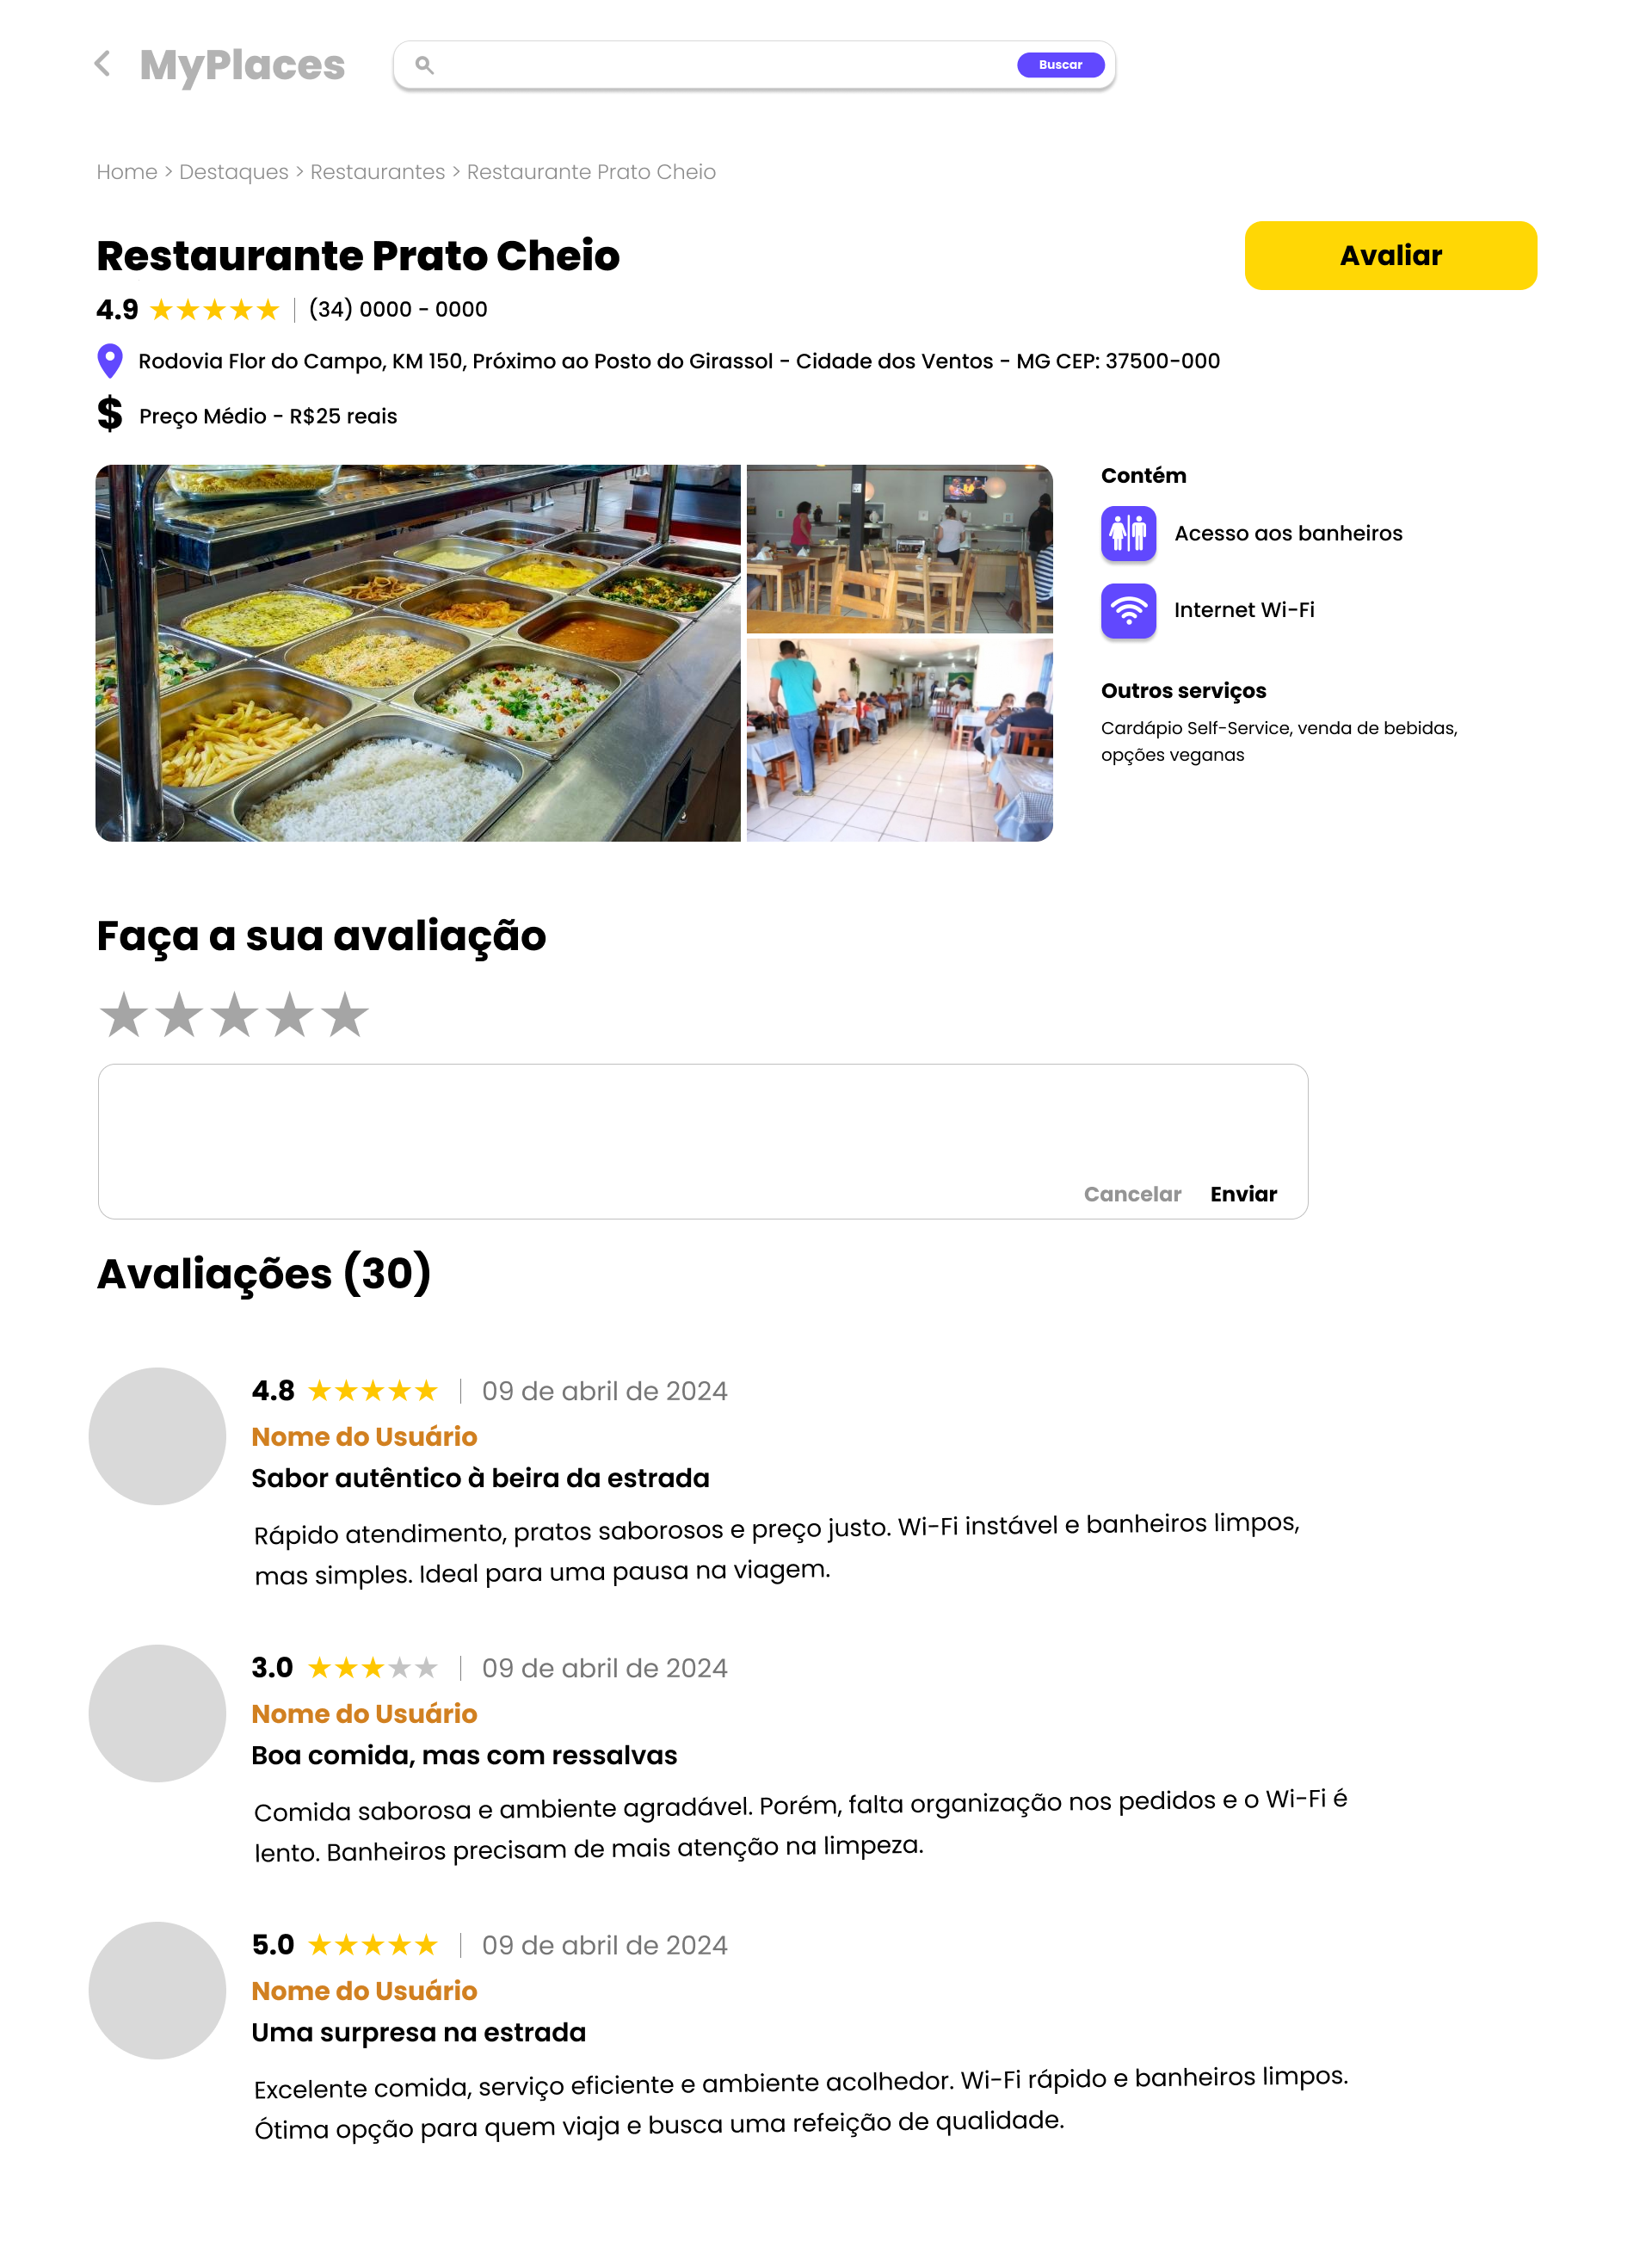 MyPlaces
Buscar
Home > Destaques > Restaurantes > Restaurante Prato Cheio
Restaurante Prato Cheio
Avaliar
4.9 ★★★★★ | (34) 0000 - 0000
Rodovia Flor do Campo, KM 150, Próximo ao Posto do Girassol - Cidade dos Ventos - MG CEP: 37500-000
$ Preço Médio - R$25 reais
Contém
Acesso aos banheiros
Internet Wi-Fi
Outros serviços
Cardápio Self-Service, venda de bebidas,
opções veganas
Faça a sua avaliação
Cancelar Enviar
Avaliações (30)
4.8 ★★★★★ | 09 de abril de 2024
Nome do Usuário
Sabor autêntico à beira da estrada
Rápido atendimento, pratos saborosos e preço justo. Wi-Fi instável e banheiros limpos,
mas simples. Ideal para uma pausa na viagem.
3.0 ★★★★★ | 09 de abril de 2024
Nome do Usuário
Boa comida, mas com ressalvas
Comida saborosa e ambiente agradável. Porém, falta organização nos pedidos e o Wi-Fi é
lento. Banheiros precisam de mais atenção na limpeza.
5.0 ★★★★★ | 09 de abril de 2024
Nome do Usuário
Uma surpresa na estrada
Excelente comida, serviço eficiente e ambiente acolhedor. Wi-Fi rápido e banheiros limpos.
Ótima opção para quem viaja e busca uma refeição de qualidade.